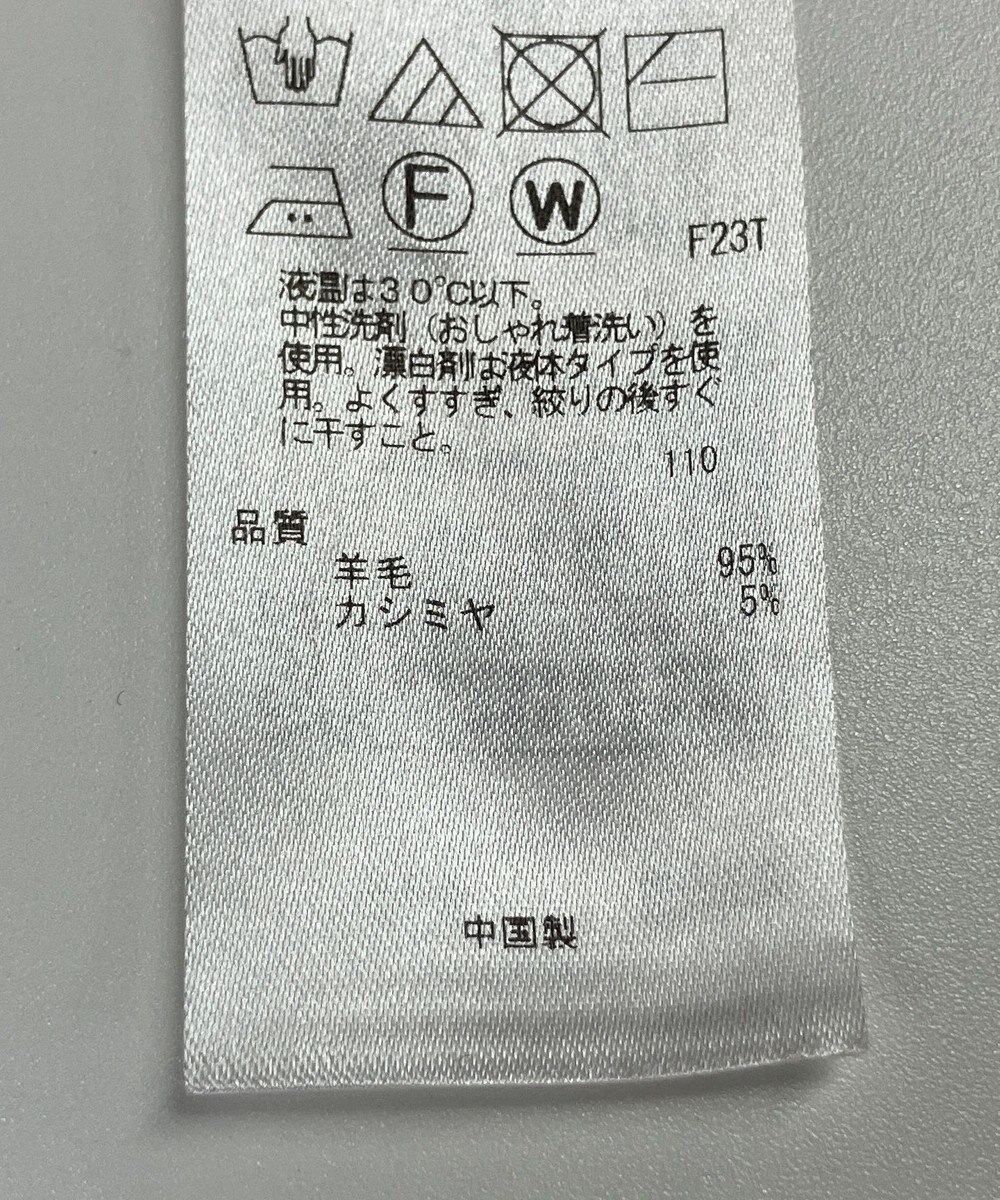 F
W
F23T
液温は30℃以下。
中性洗剤(おしゃれ着洗い)を
使用。漂白剤は液体タイプを使
用。よくすすぎ、絞りの後すぐ
に干すこと。
110
品質
羊毛 95%
カシミヤ 5%
中国製